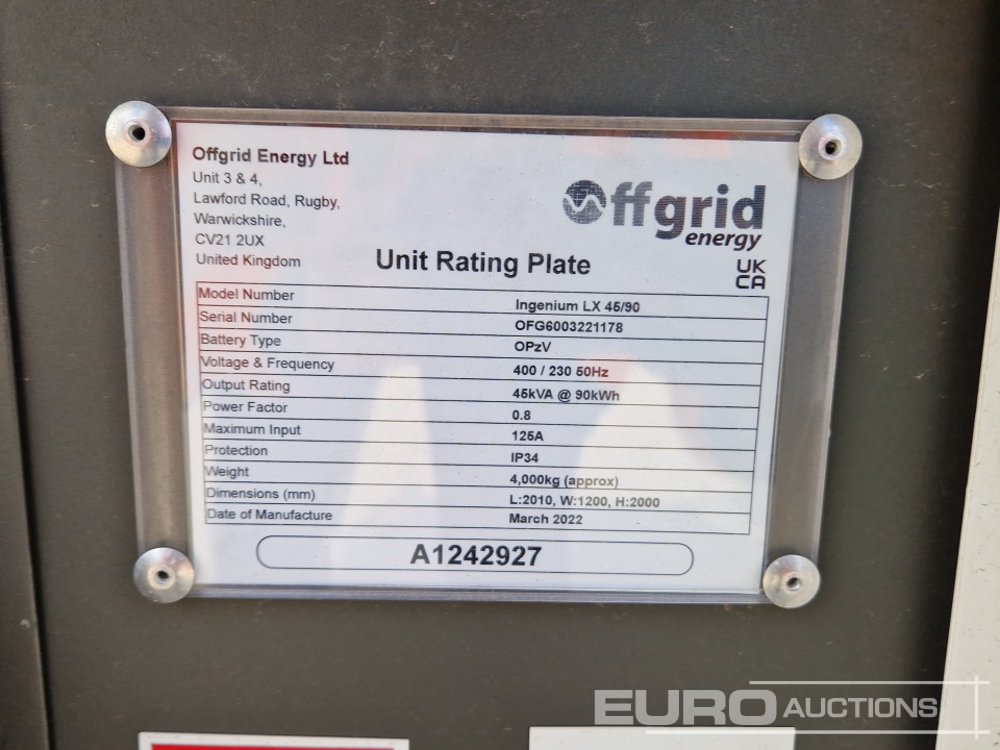 Offgrid Energy Ltd
Unit 3 & 4,
Lawford Road, Rugby,
Warwickshire,
CV21 2UX
United Kingdom
Offgrid
energy
Unit Rating Plate
UK
CA
Model Number Ingenium LX 45/90
Serial Number OFG6003221178
Battery Type OPzV
Voltage & Frequency 400 / 230 50Hz
Output Rating 45kVA @ 90kWh
Power Factor 0.8
Maximum Input 125A
Protection IP34
Weight 4,000kg (approx)
Dimensions (mm) L:2010, W:1200, H:2000
Date of Manufacture March 2022
A1242927
EURO AUCTIONS